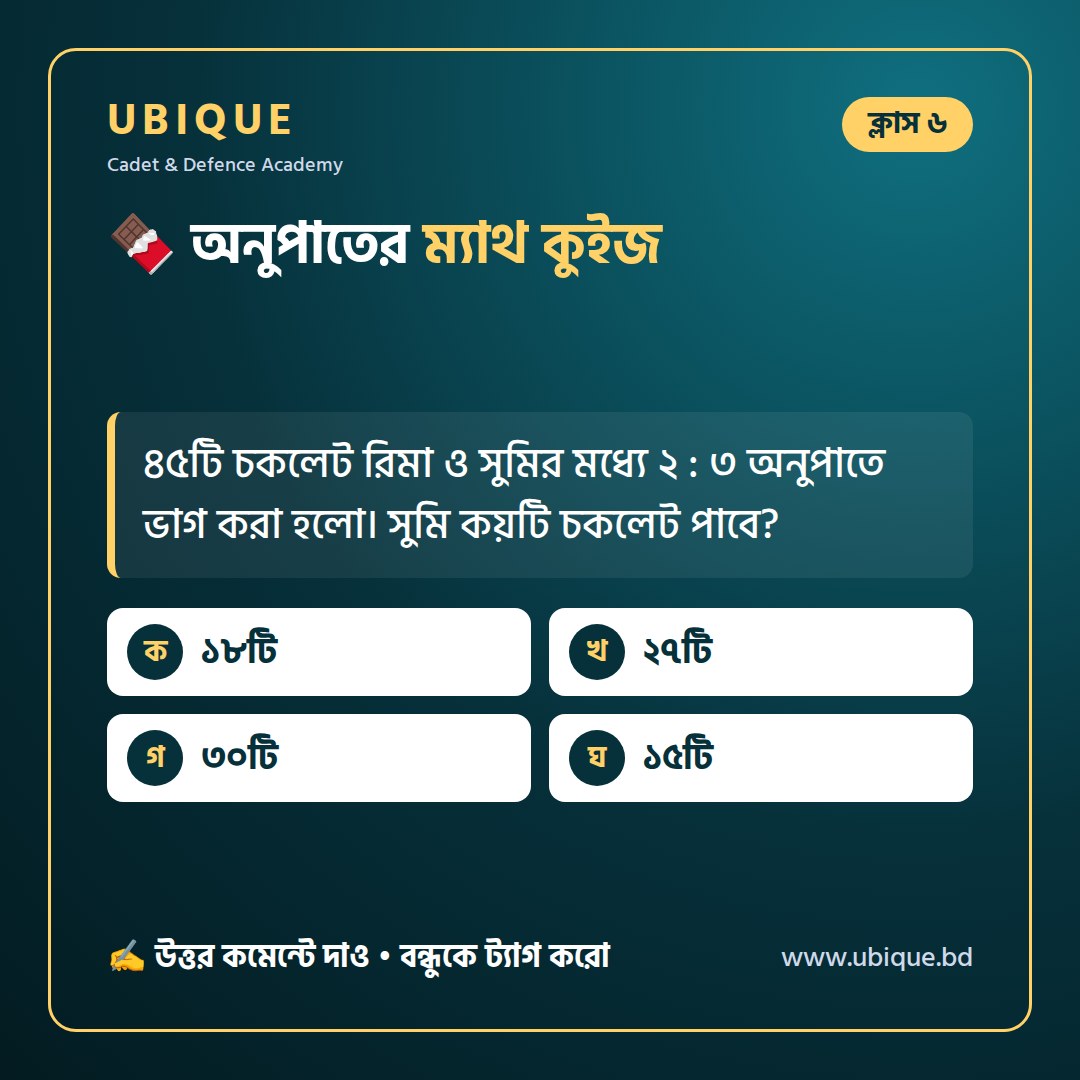 UBIQUE
Cadet & Defence Academy
ক্লাস ৬
অনুপাতের ম্যাথ কুইজ
৪৫টি চকলেট রিমা ও সুমির মধ্যে ২ : ৩ অনুপাতে
ভাগ করা হলো। সুমি কয়টি চকলেট পাবে?
ক ১৮টি
খ ২৭টি
গ ৩০টি
ঘ ১৫টি
✍️ উত্তর কমেন্টে দাও • বন্ধুকে ট্যাগ করো
www.ubique.bd